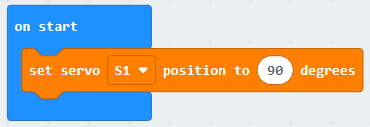 on start
set servo S1 position to 90 degrees